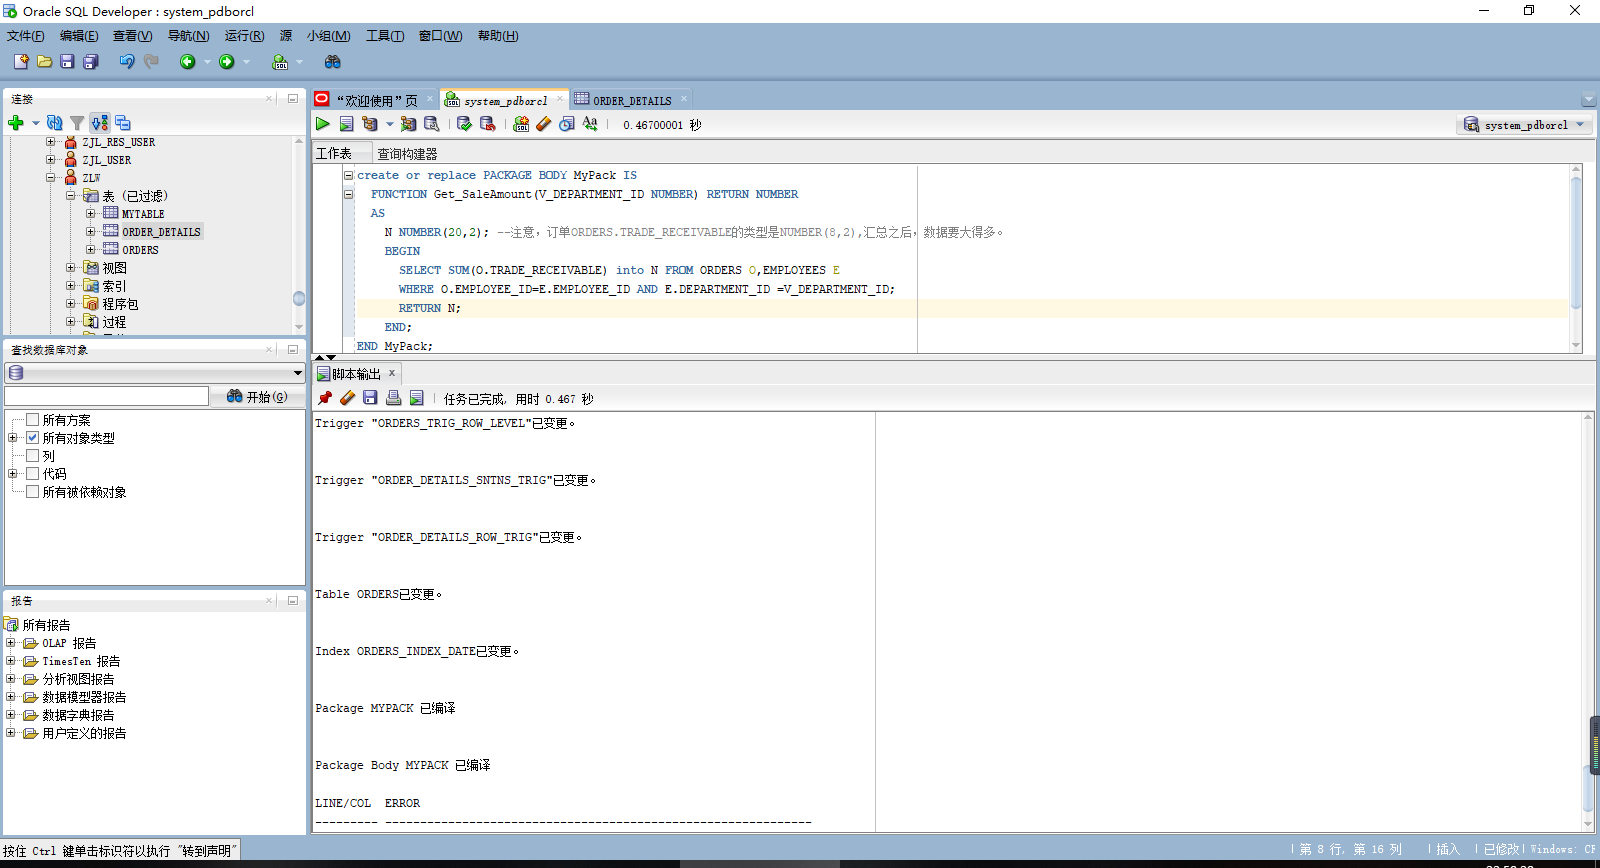 Oracle SQL Developer : system_pdborcl
文件(F) 编辑(E) 查看(V) 导航(N) 运行(R) 源 小组(M) 工具(T) 窗口(W) 帮助(H)
连接
ZJL_RES_USER
ZJL_USER
ZLW
表 (已过滤)
MYTABLE
ORDER_DETAILS
ORDERS
视图
索引
程序包
过程
查找数据库对象
开始(G)
所有方案
所有对象类型
列
代码
所有被依赖对象
报告
所有报告
OLAP 报告
TimesTen 报告
分析视图报告
数据模型器报告
数据字典报告
用户定义的报告
“欢迎使用”页 system_pdborcl ORDER_DETAILS
0.46700001 秒
system_pdborcl
工作表 查询构建器
create or replace PACKAGE BODY MyPack IS
FUNCTION Get_SaleAmount(V_DEPARTMENT_ID NUMBER) RETURN NUMBER
AS
N NUMBER(20,2); --注意，订单ORDERS.TRADE_RECEIVABLE的类型是NUMBER(8,2),汇总之后，数据要大得多。
BEGIN
SELECT SUM(O.TRADE_RECEIVABLE) into N FROM ORDERS O,EMPLOYEES E
WHERE O.EMPLOYEE_ID=E.EMPLOYEE_ID AND E.DEPARTMENT_ID =V_DEPARTMENT_ID;
RETURN N;
END;
END MyPack;
脚本输出
任务已完成, 用时 0.467 秒
Trigger "ORDERS_TRIG_ROW_LEVEL"已变更。
Trigger "ORDER_DETAILS_SNTNS_TRIG"已变更。
Trigger "ORDER_DETAILS_ROW_TRIG"已变更。
Table ORDERS已变更。
Index ORDERS_INDEX_DATE已变更。
Package MYPACK 已编译
Package Body MYPACK 已编译
LINE/COL ERROR
--------- -------------------------------------------------------------
按住 Ctrl 键单击标识符以执行 "转到声明"
第 8 行, 第 16 列 插入 已修改 Windows: CF